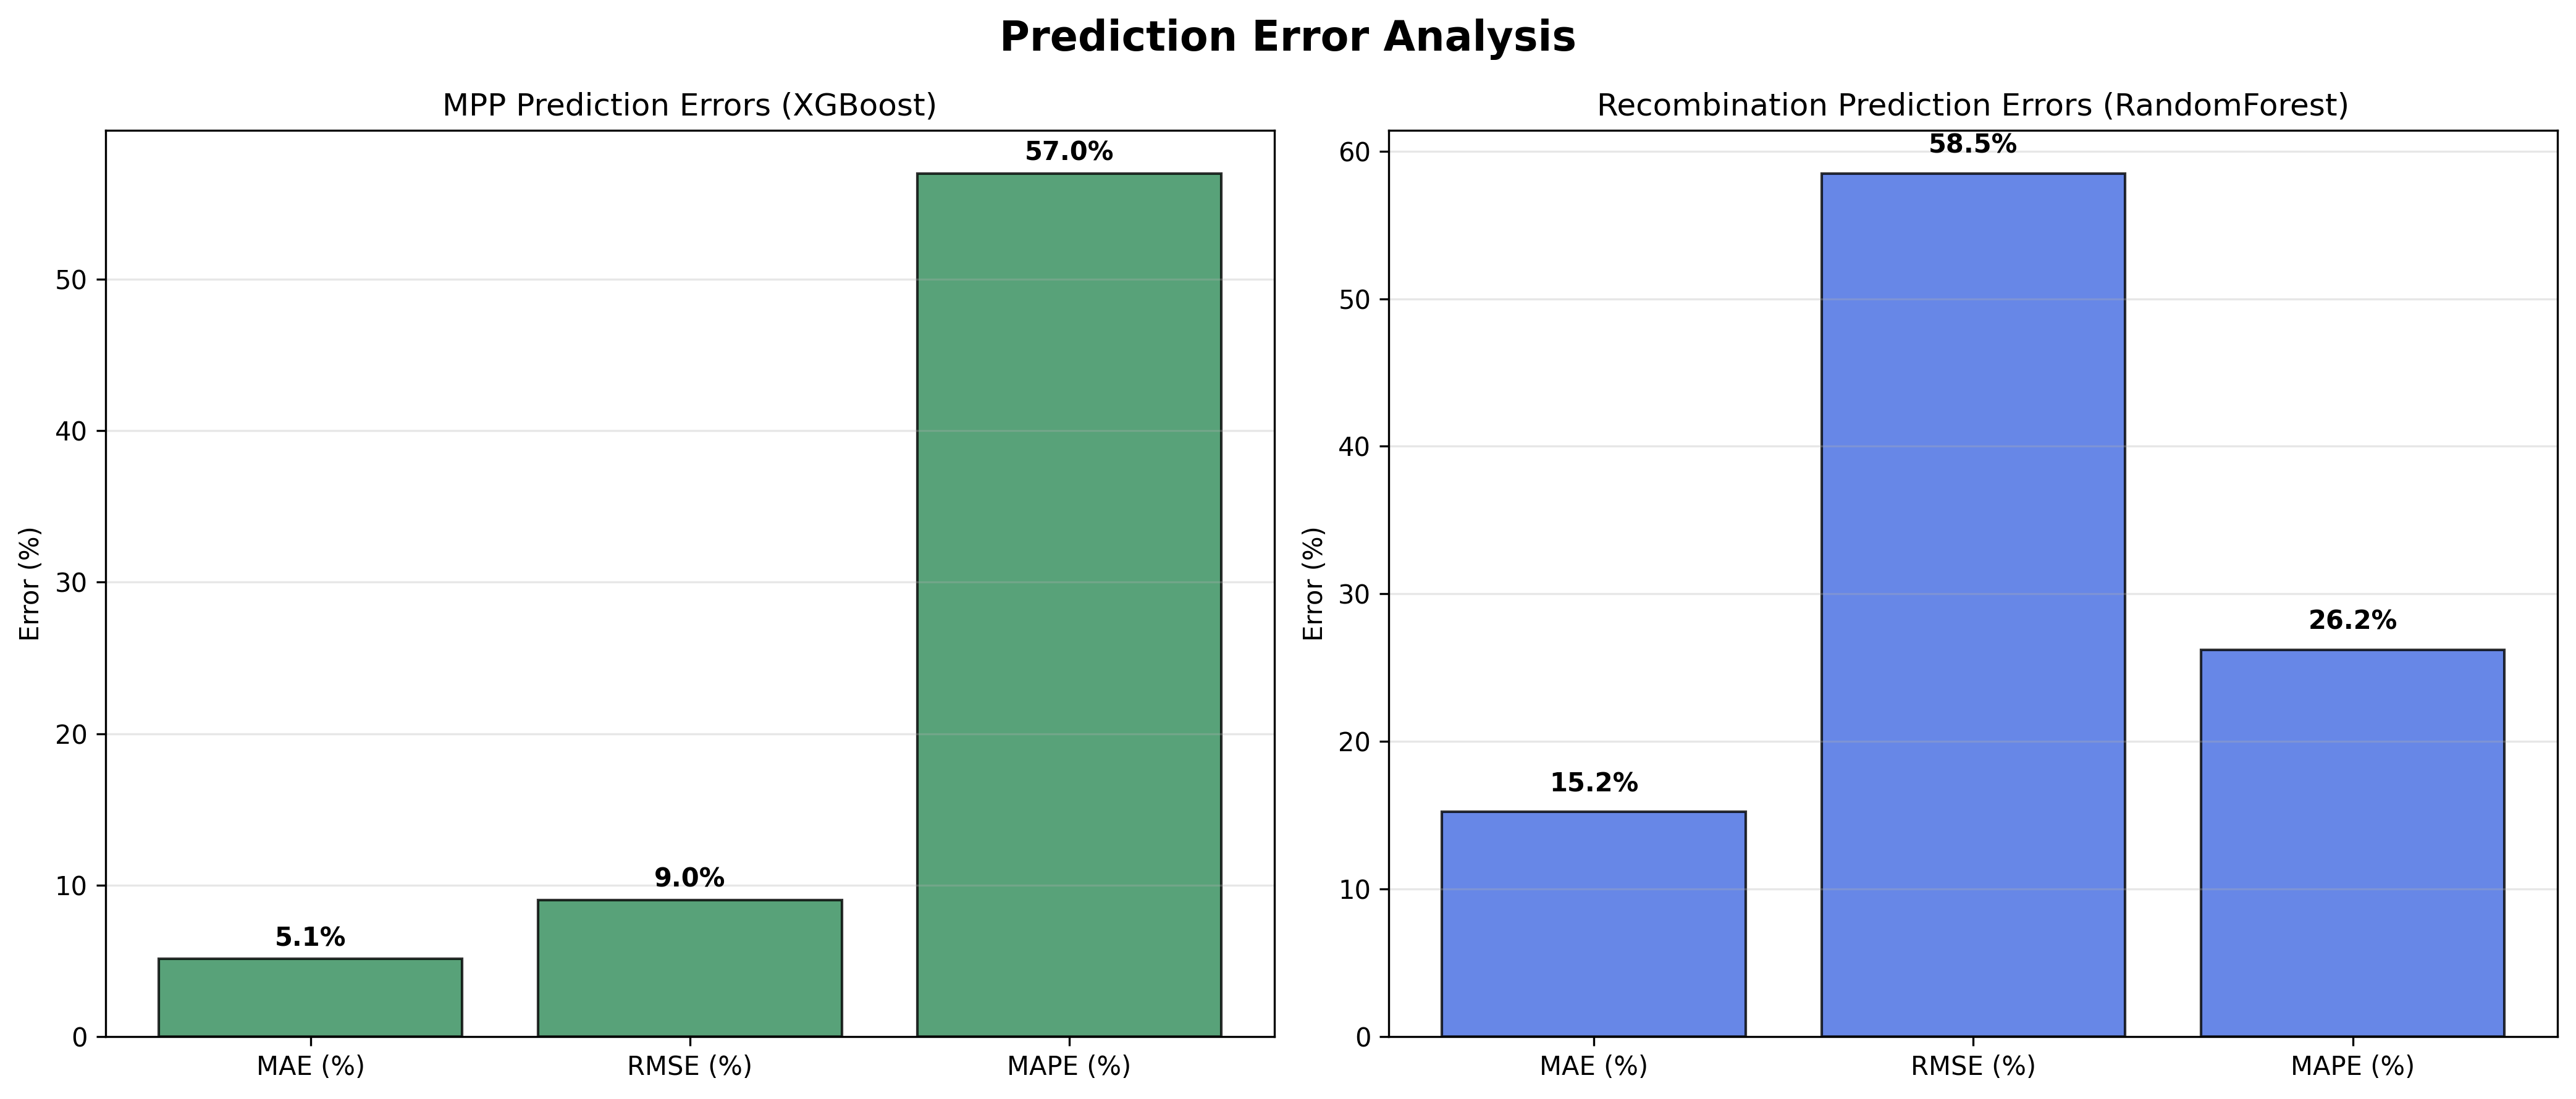 Prediction Error Analysis
MPP Prediction Errors (XGBoost)
Error (%)
50
40
30
20
10
0
5.1%
9.0%
57.0%
MAE (%)
RMSE (%)
MAPE (%)
Recombination Prediction Errors (RandomForest)
Error (%)
60
50
40
30
20
10
0
15.2%
58.5%
26.2%
MAE (%)
RMSE (%)
MAPE (%)